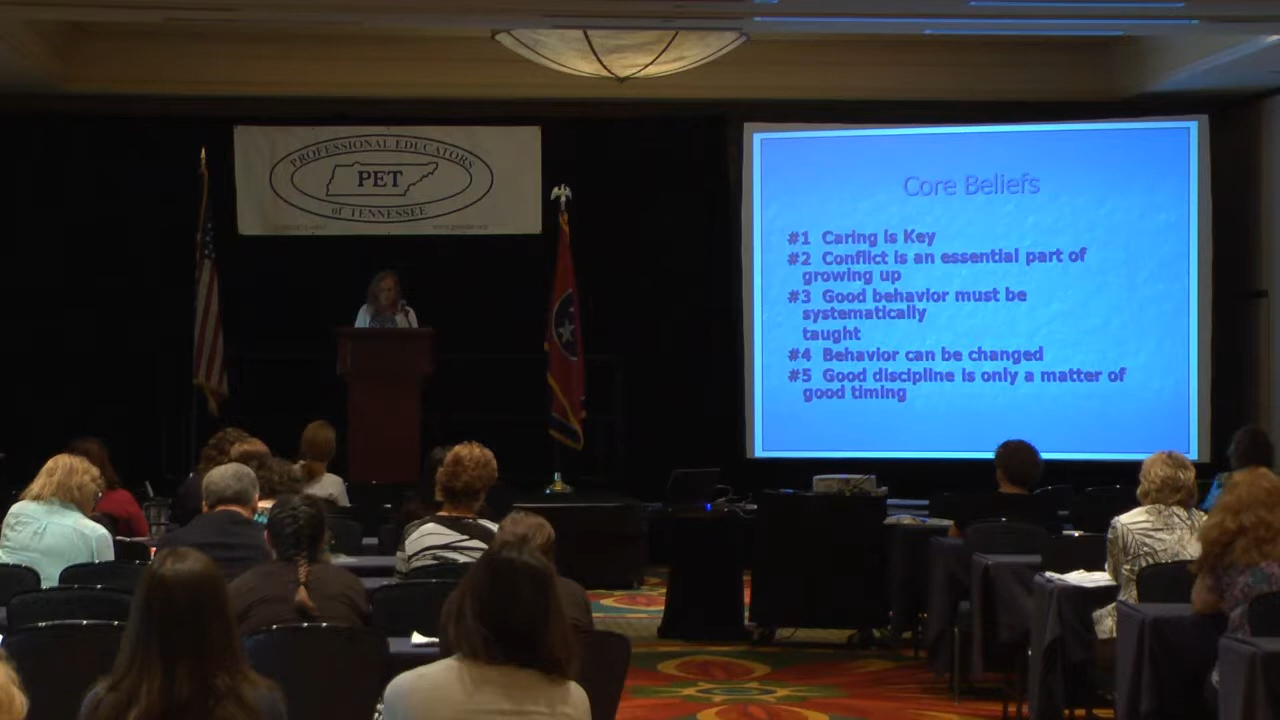 PROFESSIONAL EDUCATORS
PET
of TENNESSEE
Core Beliefs
#1 Caring is Key
#2 Conflict is an essential part of
growing up
#3 Good behavior must be
systematically
taught
#4 Behavior can be changed
#5 Good discipline is only a matter of
good timing